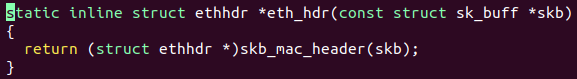 static inline struct ethhdr *eth_hdr(const struct sk_buff *skb)
{
  return (struct ethhdr *)skb_mac_header(skb);
}